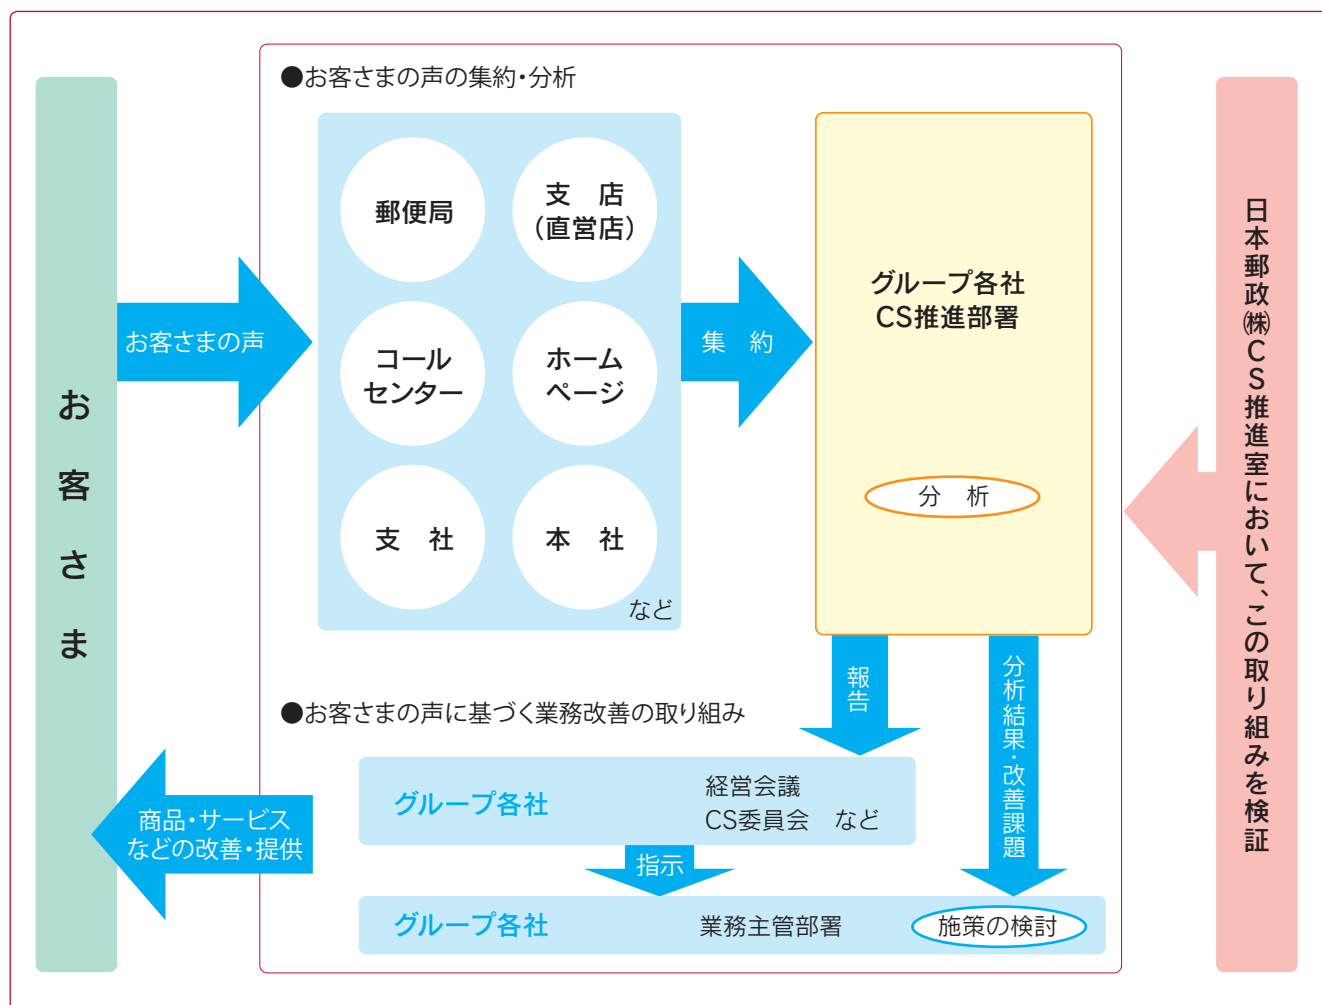 お客さま
お客さまの声
●お客さまの声の集約・分析
郵便局
支　店
（直営店）
コール
センター
ホーム
ページ
支　社
本　社
など
集　約
グループ各社
CS推進部署
分　析
報告
分析結果・改善課題
●お客さまの声に基づく業務改善の取り組み
グループ各社
経営会議
CS委員会　など
指示
グループ各社
業務主管部署
施策の検討
商品・サービス
などの改善・提供
日本郵政㈱CS推進室において、この取り組みを検証